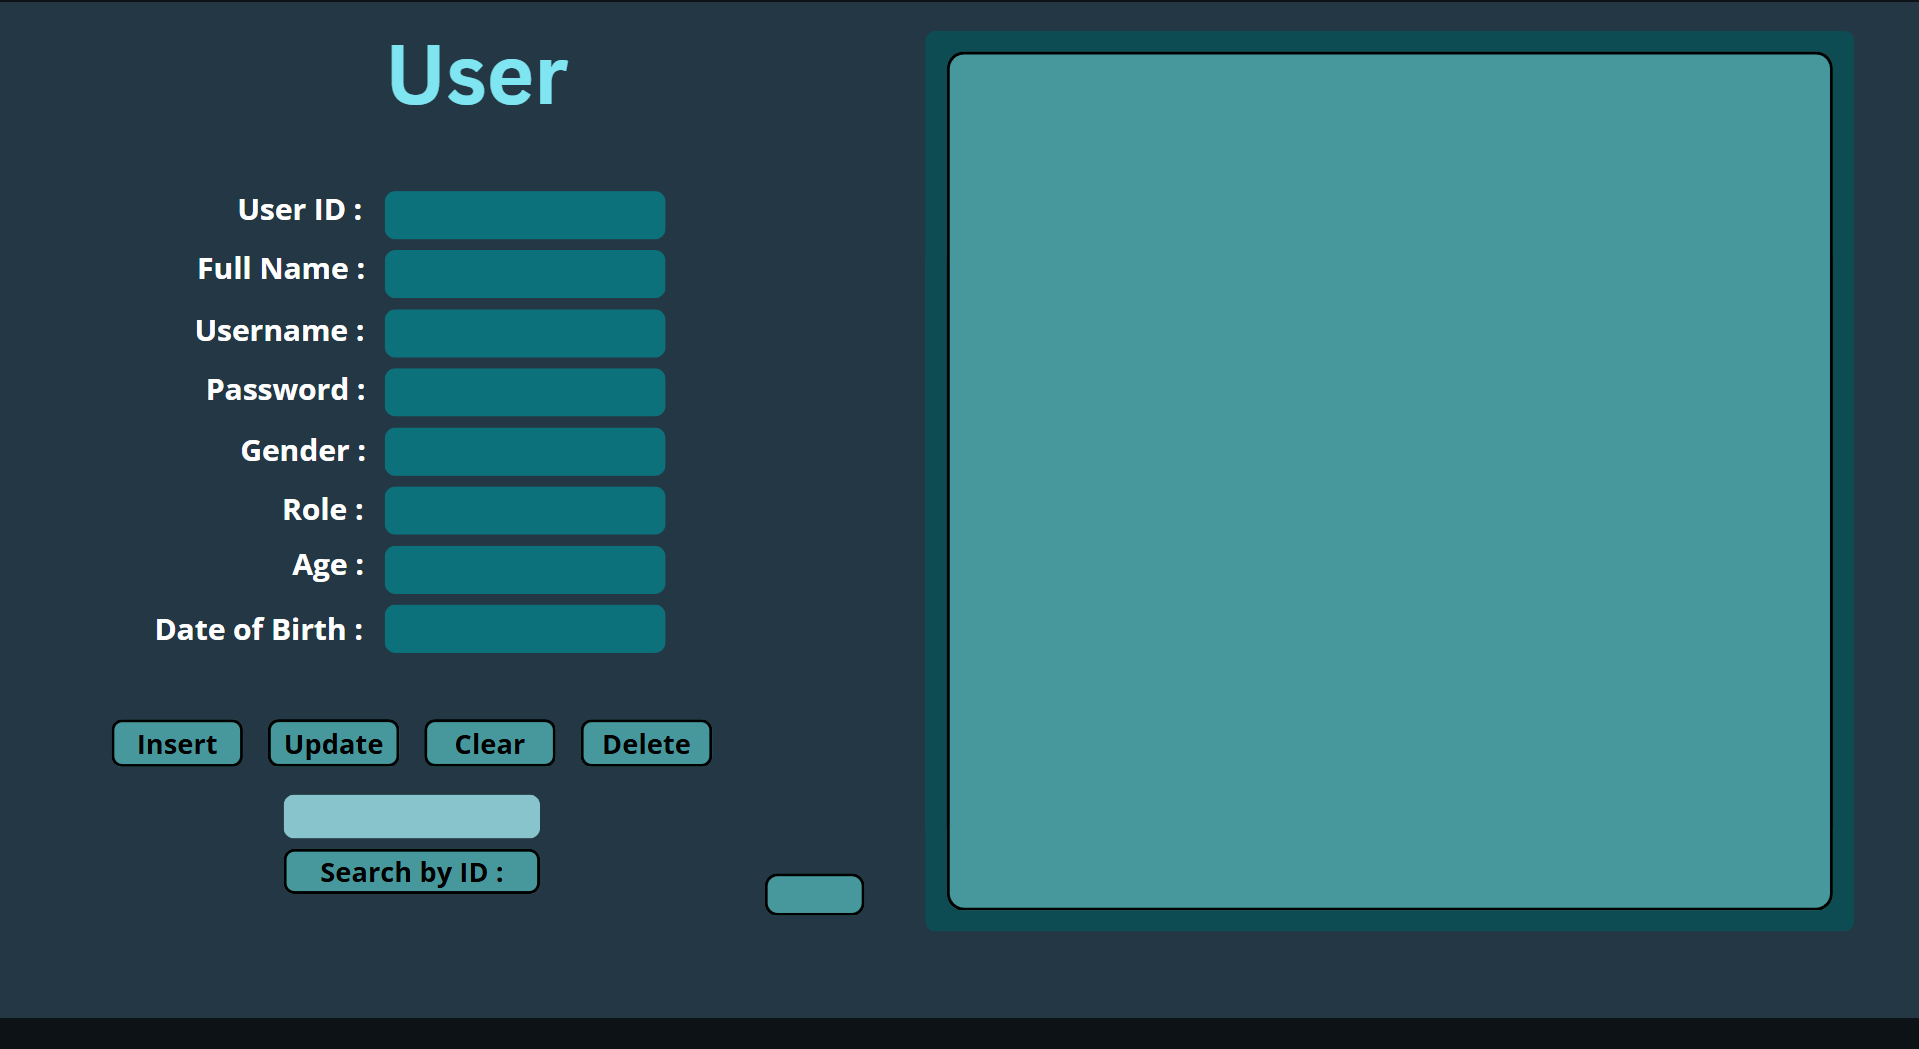 User
User ID :
Full Name :
Username :
Password :
Gender :
Role :
Age :
Date of Birth :
Insert
Update
Clear
Delete
Search by ID :